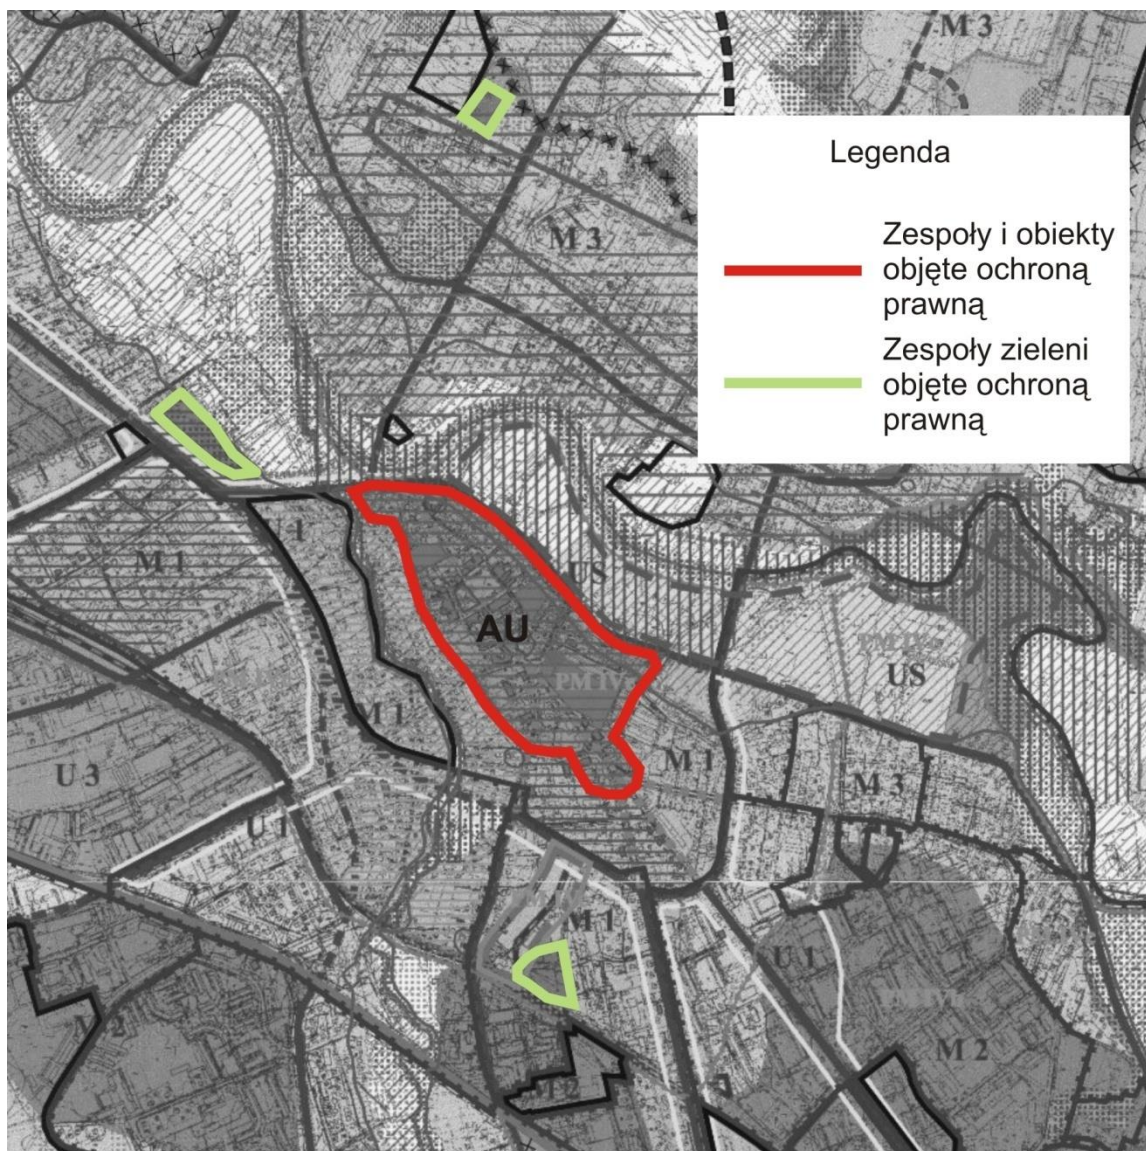 M 3
Legenda
Zespoły i obiekty
objęte ochroną
prawną
Zespoły zieleni
objęte ochroną
prawną
M 3
M 1
U 1
US
AU
US
M 1
M 1
U 3
M 3
U 1
M 1
U 1
M 2
M 2